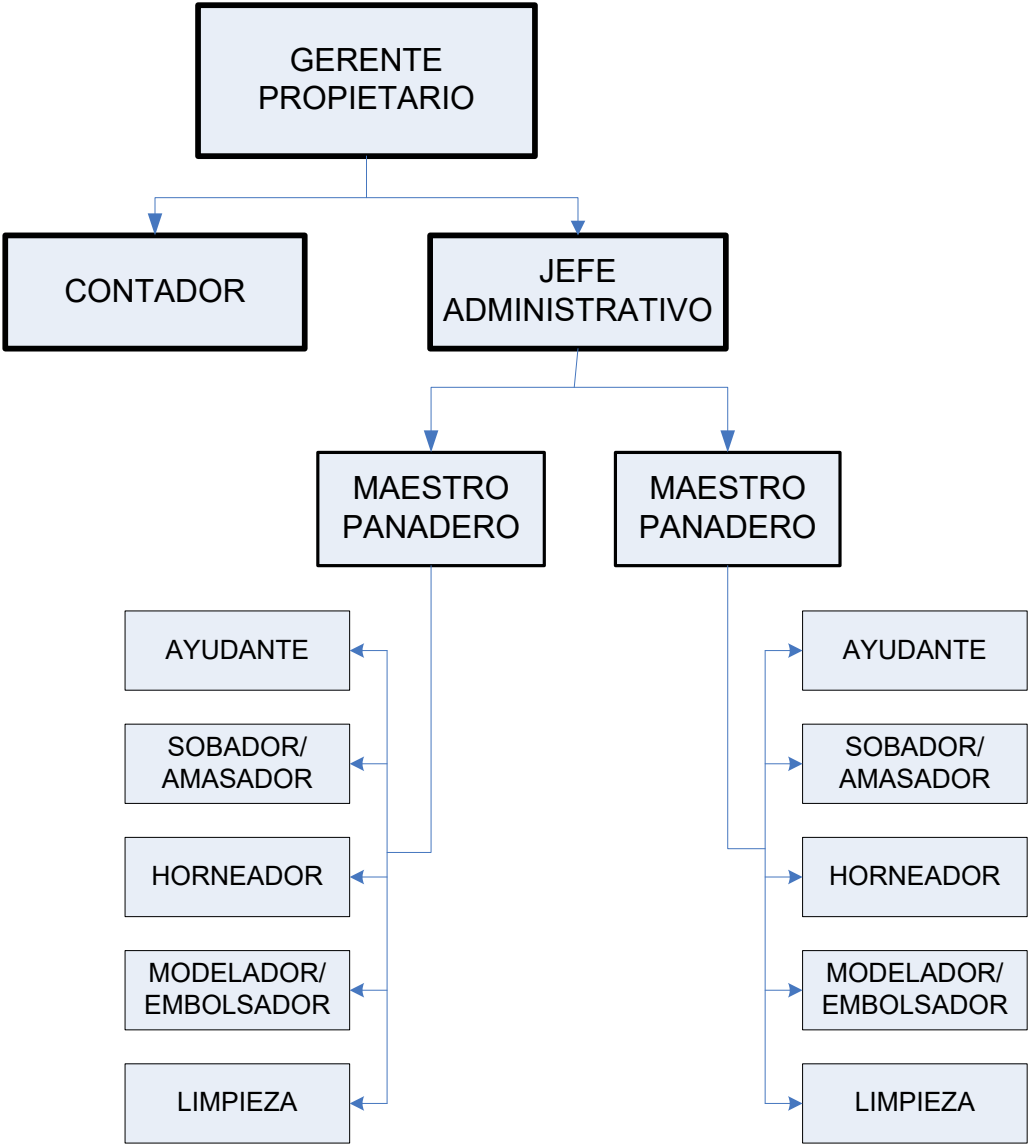 GERENTE
PROPIETARIO
CONTADOR
JEFE
ADMINISTRATIVO
MAESTRO
PANADERO
MAESTRO
PANADERO
AYUDANTE
SOBADOR/
AMASADOR
HORNEADOR
MODELADOR/
EMBOLSADOR
LIMPIEZA
AYUDANTE
SOBADOR/
AMASADOR
HORNEADOR
MODELADOR/
EMBOLSADOR
LIMPIEZA